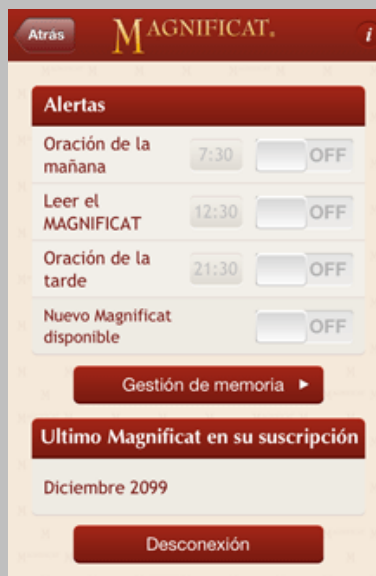 Atrás
MAGNIFICAT.
i
Alertas
Oración de la
mañana
7:30
OFF
Leer el
MAGNIFICAT
12:30
OFF
Oración de la
tarde
21:30
OFF
Nuevo Magnificat
disponible
OFF
Gestión de memoria
Ultimo Magnificat en su suscripción
Diciembre 2099
Desconexión